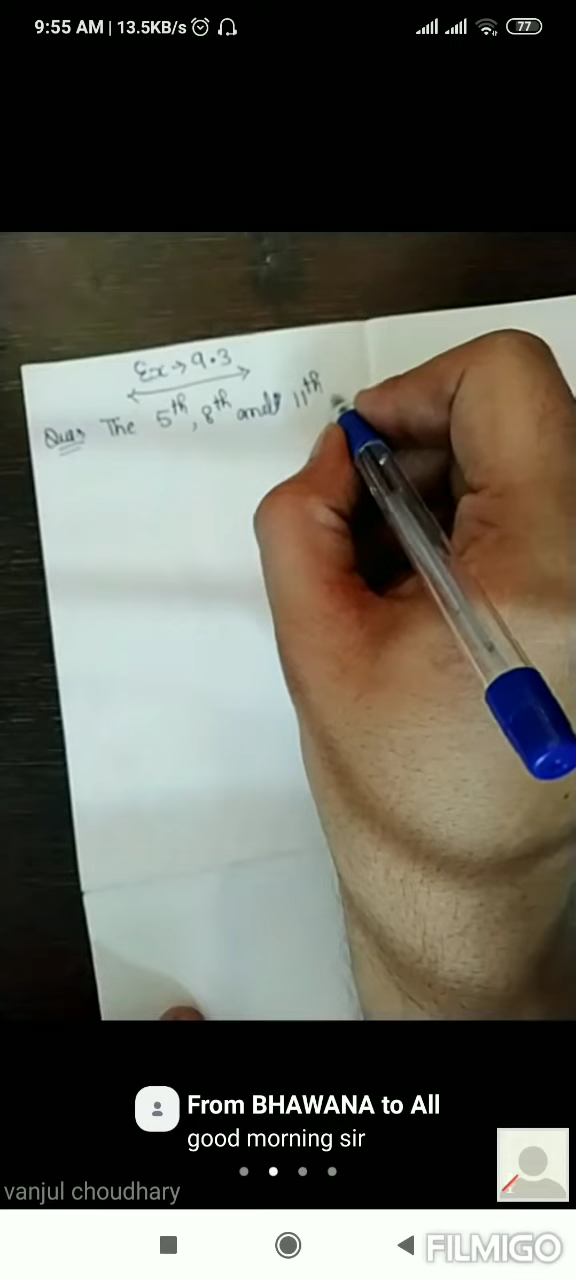 9:55 AM | 13.5KB/s
77
Ex → 9.3
Ques The 5th, 8th and 11th
From BHAWANA to All
good morning sir
vanjul choudhary
FILMIGO